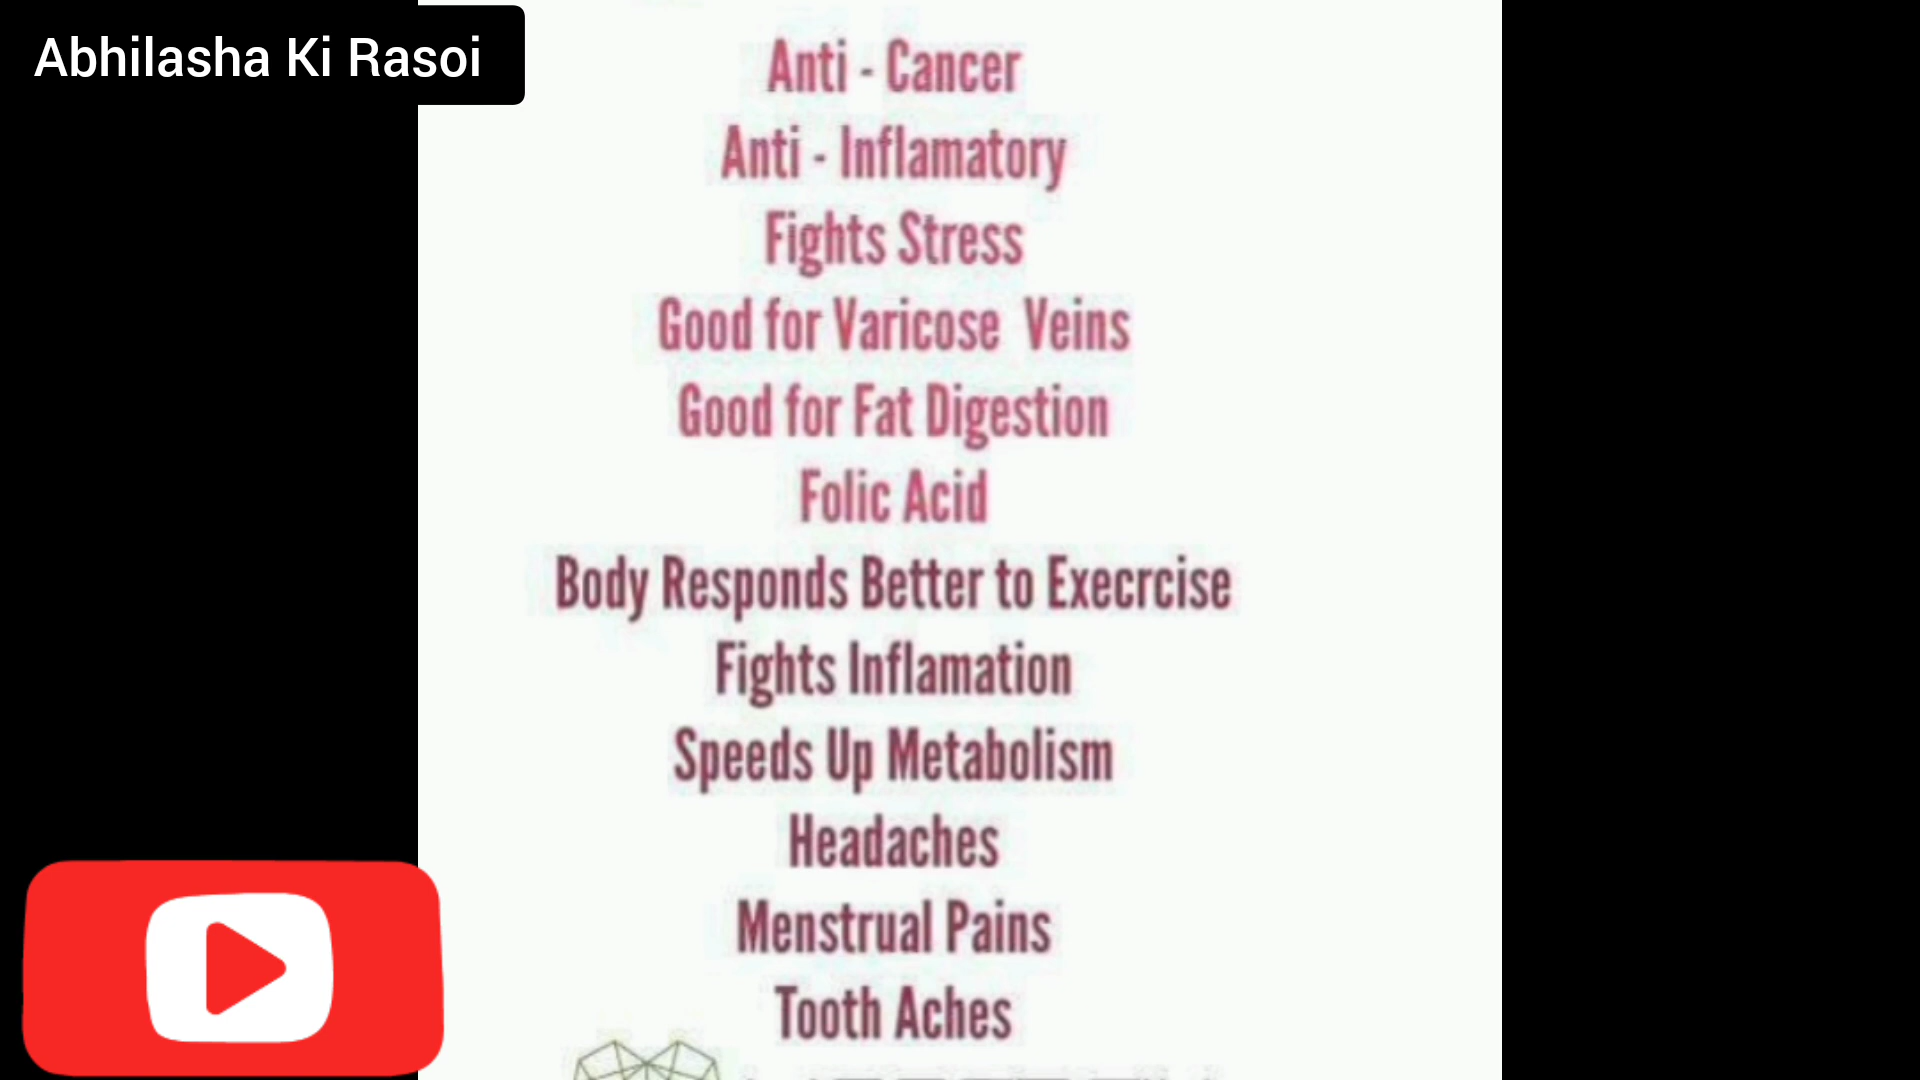 Abhilasha Ki Rasoi
Anti - Cancer
Anti - Inflamatory
Fights Stress
Good for Varicose Veins
Good for Fat Digestion
Folic Acid
Body Responds Better to Execrcise
Fights Inflamation
Speeds Up Metabolism
Headaches
Menstrual Pains
Tooth Aches